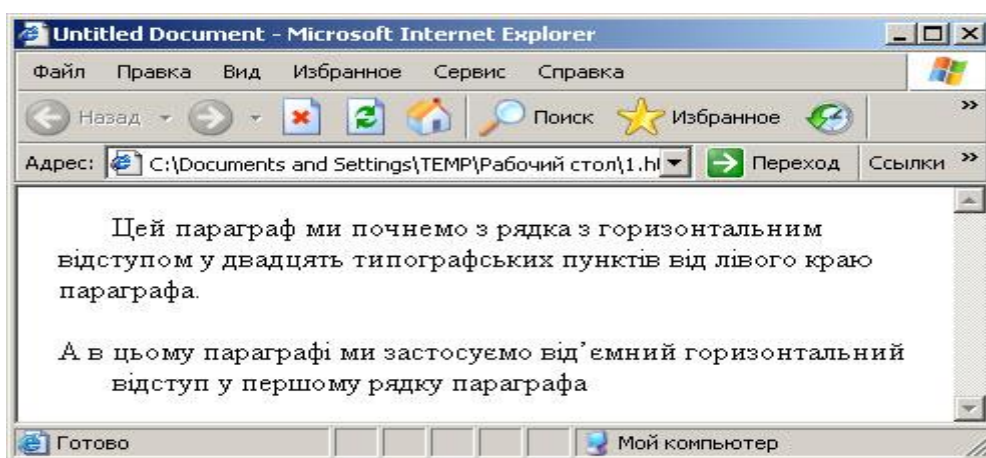 Untitled Document - Microsoft Internet Explorer
Файл Правка Вид Избранное Сервис Справка
Назад Поиск Избранное »
Адрес: C:\Documents and Settings\TEMP\Рабочий стол\1.ht Переход Ссылки »
Цей параграф ми почнемо з рядка з горизонтальним
відступом у двадцять типографських пунктів від лівого краю
параграфа.
А в цьому параграфі ми застосуємо від’ємний горизонтальний
відступ у першому рядку параграфа
Готово Мой компьютер